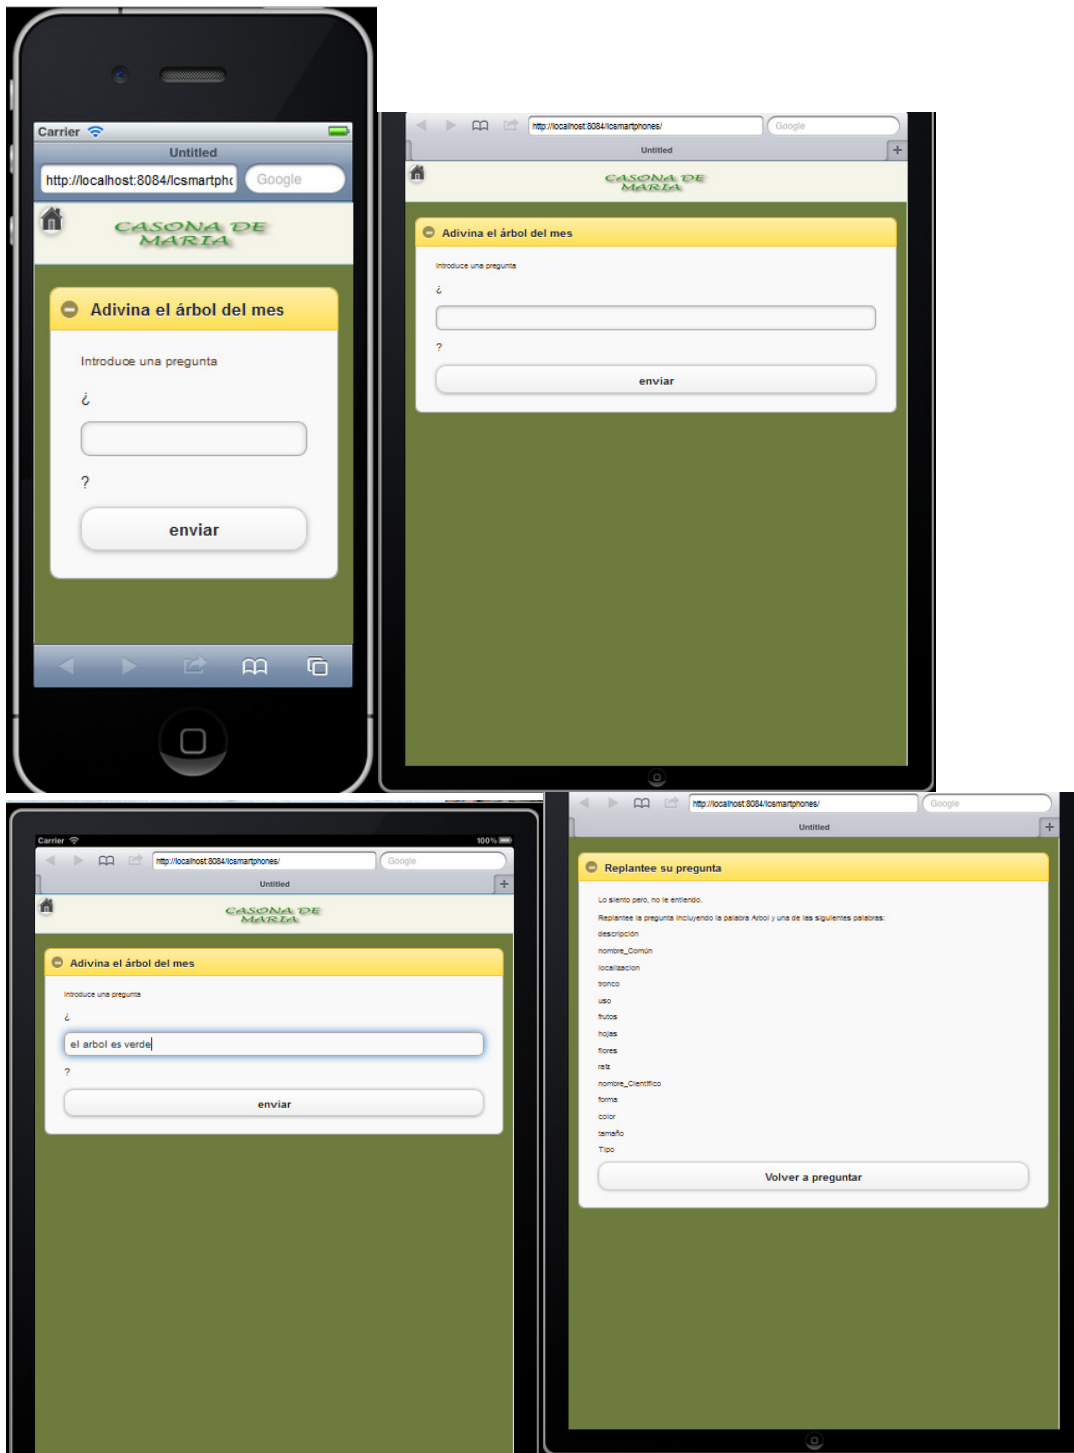 Carrier
Untitled
http://localhost:8084/lcsmartphc
Google
CASONA DE
MARIA
Adivina el árbol del mes
Introduce una pregunta
¿
?
enviar
http://localhost:8084/lcsmartphones/
Google
Untitled
CASONA DE
MARIA
Adivina el árbol del mes
Introduce una pregunta
¿
?
enviar
Carrier
100%
http://localhost:8084/lcsmartphones/
Google
Untitled
CASONA DE
MARIA
Adivina el árbol del mes
Introduce una pregunta
¿
el arbol es verde
?
enviar
http://localhost:8084/lcsmartphones/
Google
Untitled
Replantee su pregunta
Lo siento pero, no le entiendo.
Replantee la pregunta incluyendo la palabra Arbol y una de las siguientes palabras:
descripción
nombre_Común
localizacion
tronco
uso
frutos
hojas
flores
raiz
nombre_Científico
forma
color
tamaño
Tipo
Volver a preguntar